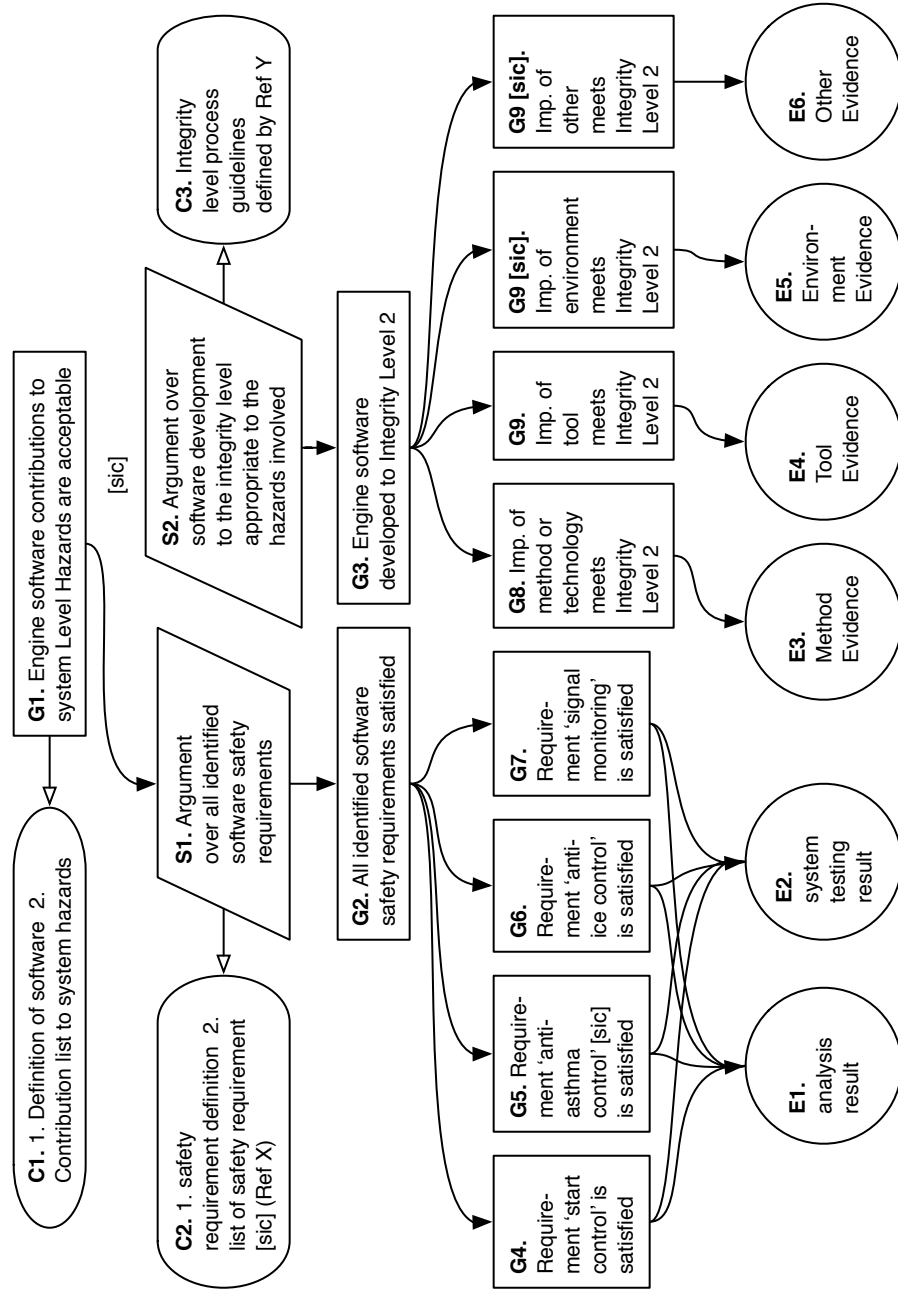 C1. 1. Definition of software 2.
Contribution list to system hazards
G1. Engine software contributions to
system Level Hazards are acceptable
[sic]
C2. 1. safety
requirement definition 2.
list of safety requirement
[sic] (Ref X)
S1. Argument
over all identified
software safety
requirements
S2. Argument over
software development
to the integrity level
appropriate to the
hazards involved
C3. Integrity
level process
guidelines
defined by Ref Y
G2. All identified software
safety requirements satisfied
G3. Engine software
developed to Integrity Level 2
G4.
Require-
ment ‘start
control’ is
satisfied
G5. Require-
ment ‘anti-
asthma
control’ [sic]
is satisfied
G6.
Require-
ment ‘anti-
ice control’
is satisfied
G7.
Require-
ment ‘signal
monitoring’
is satisfied
G8. Imp. of
method or
technology
meets
Integrity
Level 2
G9.
Imp. of
tool
meets
Integrity
Level 2
G9 [sic].
Imp. of
environment
meets
Integrity
Level 2
G9 [sic].
Imp. of
other
meets
Integrity
Level 2
E1.
analysis
result
E2.
system
testing
result
E3.
Method
Evidence
E4.
Tool
Evidence
E5.
Environ-
ment
Evidence
E6.
Other
Evidence